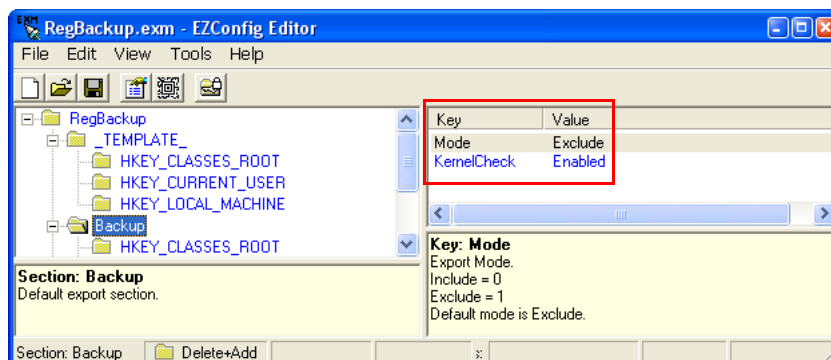 EXM RegBackup.exm - EZConfig Editor
File Edit View Tools Help
RegBackup
_TEMPLATE_
HKEY_CLASSES_ROOT
HKEY_CURRENT_USER
HKEY_LOCAL_MACHINE
Backup
HKEY_CLASSES_ROOT
Key Value
Mode Exclude
KernelCheck Enabled
Section: Backup
Default export section.
Key: Mode
Export Mode.
Include = 0
Exclude = 1
Default mode is Exclude.
Section: Backup Delete+Add x: